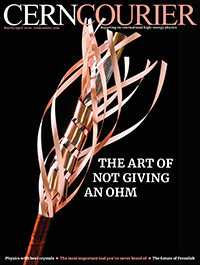 CERNCOURIER
Reporting on international high-energy physics
THE ART OF
NOT GIVING
AN OHM
Physics with bent crystals • The most important tool you've never heard of • The future of Fermilab